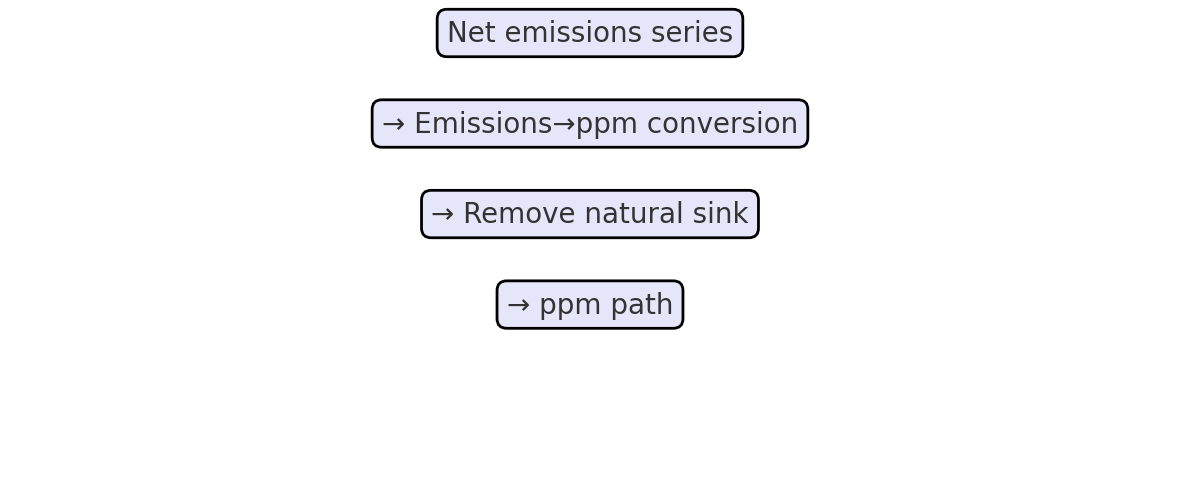 Net emissions series
→ Emissions→ppm conversion
→ Remove natural sink
→ ppm path